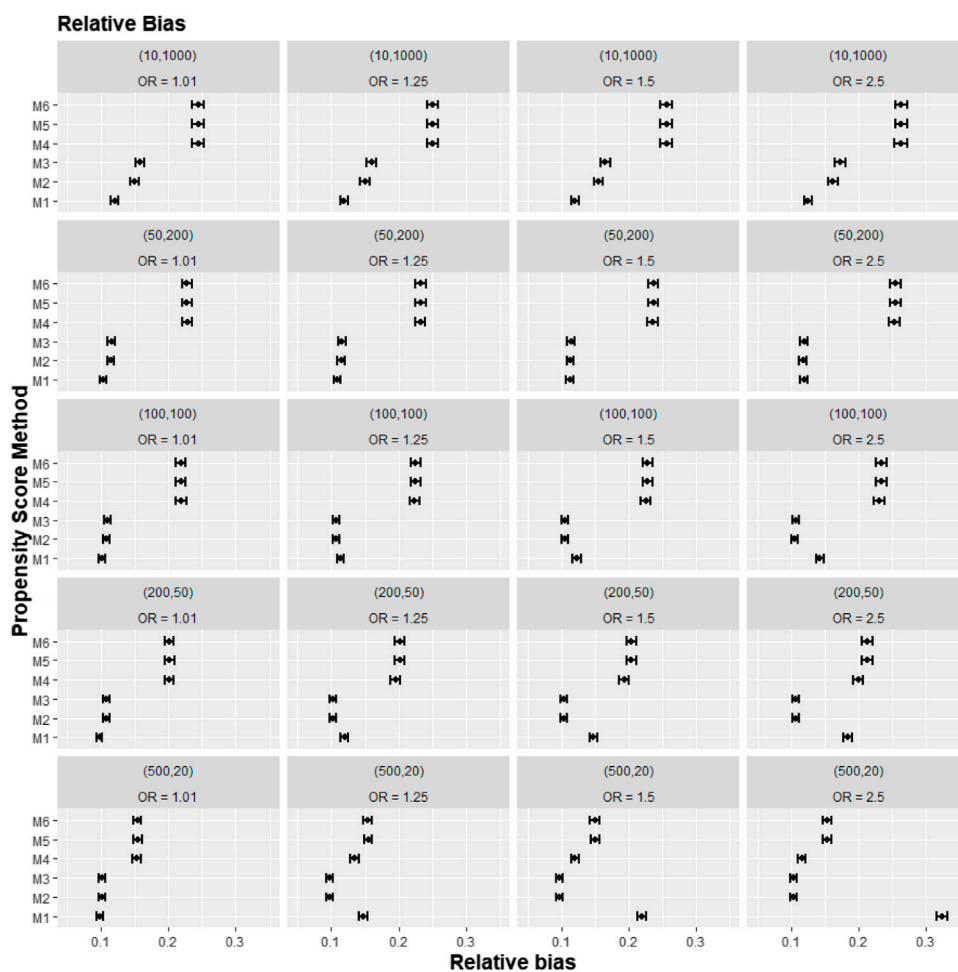 Relative Bias
(10,1000) (10,1000) (10,1000) (10,1000)
OR = 1.01 OR = 1.25 OR = 1.5 OR = 2.5
M6
M5
M4
M3
M2
M1
(50,200) (50,200) (50,200) (50,200)
OR = 1.01 OR = 1.25 OR = 1.5 OR = 2.5
M6
M5
M4
M3
M2
M1
(100,100) (100,100) (100,100) (100,100)
OR = 1.01 OR = 1.25 OR = 1.5 OR = 2.5
M6
M5
M4
M3
M2
M1
(200,50) (200,50) (200,50) (200,50)
OR = 1.01 OR = 1.25 OR = 1.5 OR = 2.5
M6
M5
M4
M3
M2
M1
(500,20) (500,20) (500,20) (500,20)
OR = 1.01 OR = 1.25 OR = 1.5 OR = 2.5
M6
M5
M4
M3
M2
M1
0.1 0.2 0.3 0.1 0.2 0.3 0.1 0.2 0.3 0.1 0.2 0.3
Relative bias
Propensity Score Method